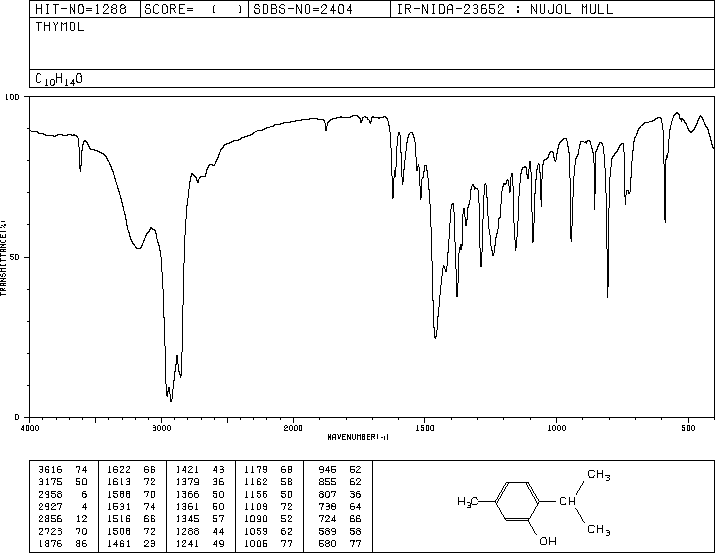 HIT-NO=1288 SCORE= ( ) SDBS-NO=2404 IR-NIDA-23652 : NUJOL MULL
THYMOL
C10H14O
100
50
0
TRANSMITTANCE(%)
4000 3000 2000 1500 1000 500
WAVENUMBER(-1)
3616 74 1622 66 1421 43 1179 68 946 52
3175 50 1613 72 1379 36 1162 58 855 62
2958 6 1588 70 1366 50 1156 50 807 36
2927 4 1531 74 1361 60 1109 72 738 64
2856 12 1516 66 1345 57 1090 52 724 66
2723 70 1508 72 1288 44 1059 62 589 58
1876 86 1461 23 1241 49 1006 77 580 77
CH3
H3C
CH
CH3
OH